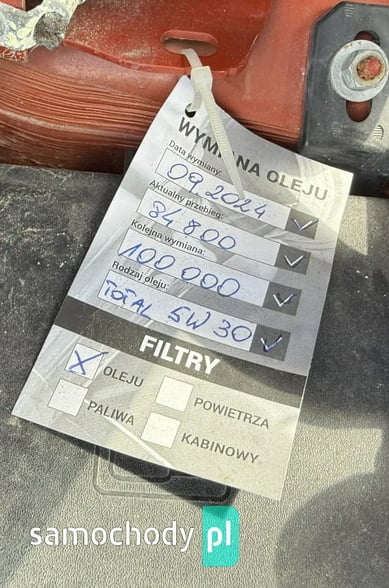 WYMIANA OLEJU
Data wymiany:
09.2024
Aktualny przebieg:
84 800
Kolejna wymiana:
100 000
Rodzaj oleju:
TOTAL 5W30
FILTRY
OLEJU
POWIETRZA
PALIWA
KABINOWY
samochody pl